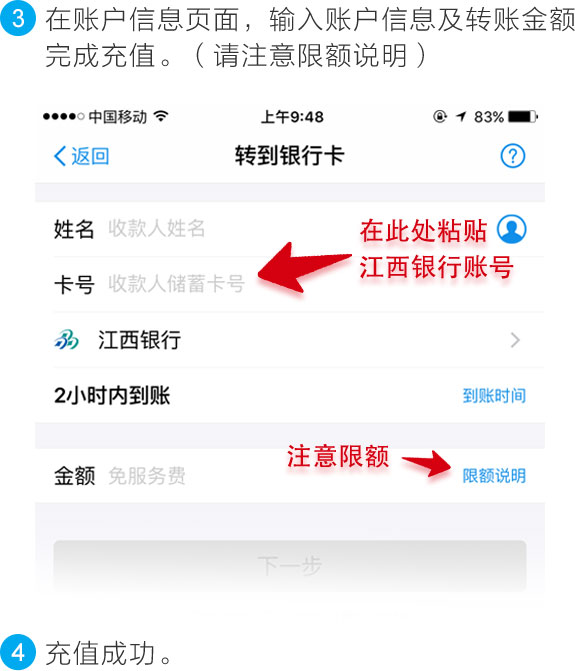 3 在账户信息页面，输入账户信息及转账金额
完成充值。（请注意限额说明）
中国移动 上午9:48 83%
返回 转到银行卡 ?
姓名 收款人姓名 在此处粘贴
江西银行账号
卡号 收款人储蓄卡号
江西银行
2小时内到账 到账时间
注意限额
金额 免服务费 限额说明
下一步
4 充值成功。